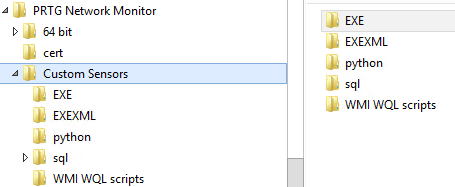 PRTG Network Monitor
64 bit
cert
Custom Sensors
EXE
EXEXML
python
sql
WMI WQL scripts
EXE
EXEXML
python
sql
WMI WQL scripts